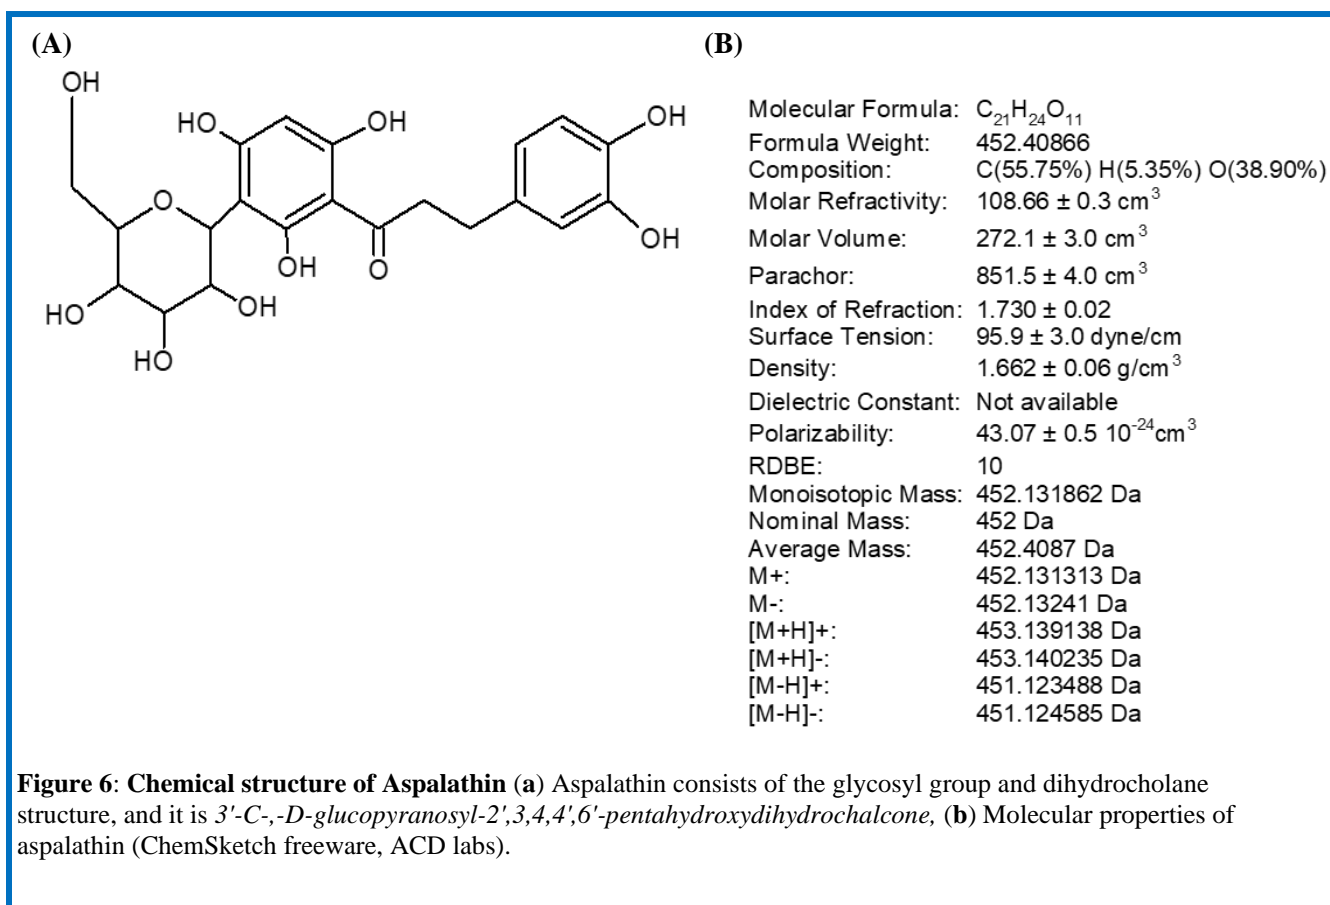 (A)
(B)
OH
HO
OH
OH
O
OH
OH
O
HO
OH
HO
Molecular Formula: C21H24O11
Formula Weight: 452.40866
Composition: C(55.75%) H(5.35%) O(38.90%)
Molar Refractivity: 108.66 ± 0.3 cm3
Molar Volume: 272.1 ± 3.0 cm3
Parachor: 851.5 ± 4.0 cm3
Index of Refraction: 1.730 ± 0.02
Surface Tension: 95.9 ± 3.0 dyne/cm
Density: 1.662 ± 0.06 g/cm3
Dielectric Constant: Not available
Polarizability: 43.07 ± 0.5 10-24cm3
RDBE: 10
Monoisotopic Mass: 452.131862 Da
Nominal Mass: 452 Da
Average Mass: 452.4087 Da
M+: 452.131313 Da
M-: 452.13241 Da
[M+H]+: 453.139138 Da
[M+H]-: 453.140235 Da
[M-H]+: 451.123488 Da
[M-H]-: 451.124585 Da
Figure 6: Chemical structure of Aspalathin (a) Aspalathin consists of the glycosyl group and dihydrocholane
structure, and it is 3'-C-,-D-glucopyranosyl-2',3,4,4',6'-pentahydroxydihydrochalcone, (b) Molecular properties of
aspalathin (ChemSketch freeware, ACD labs).